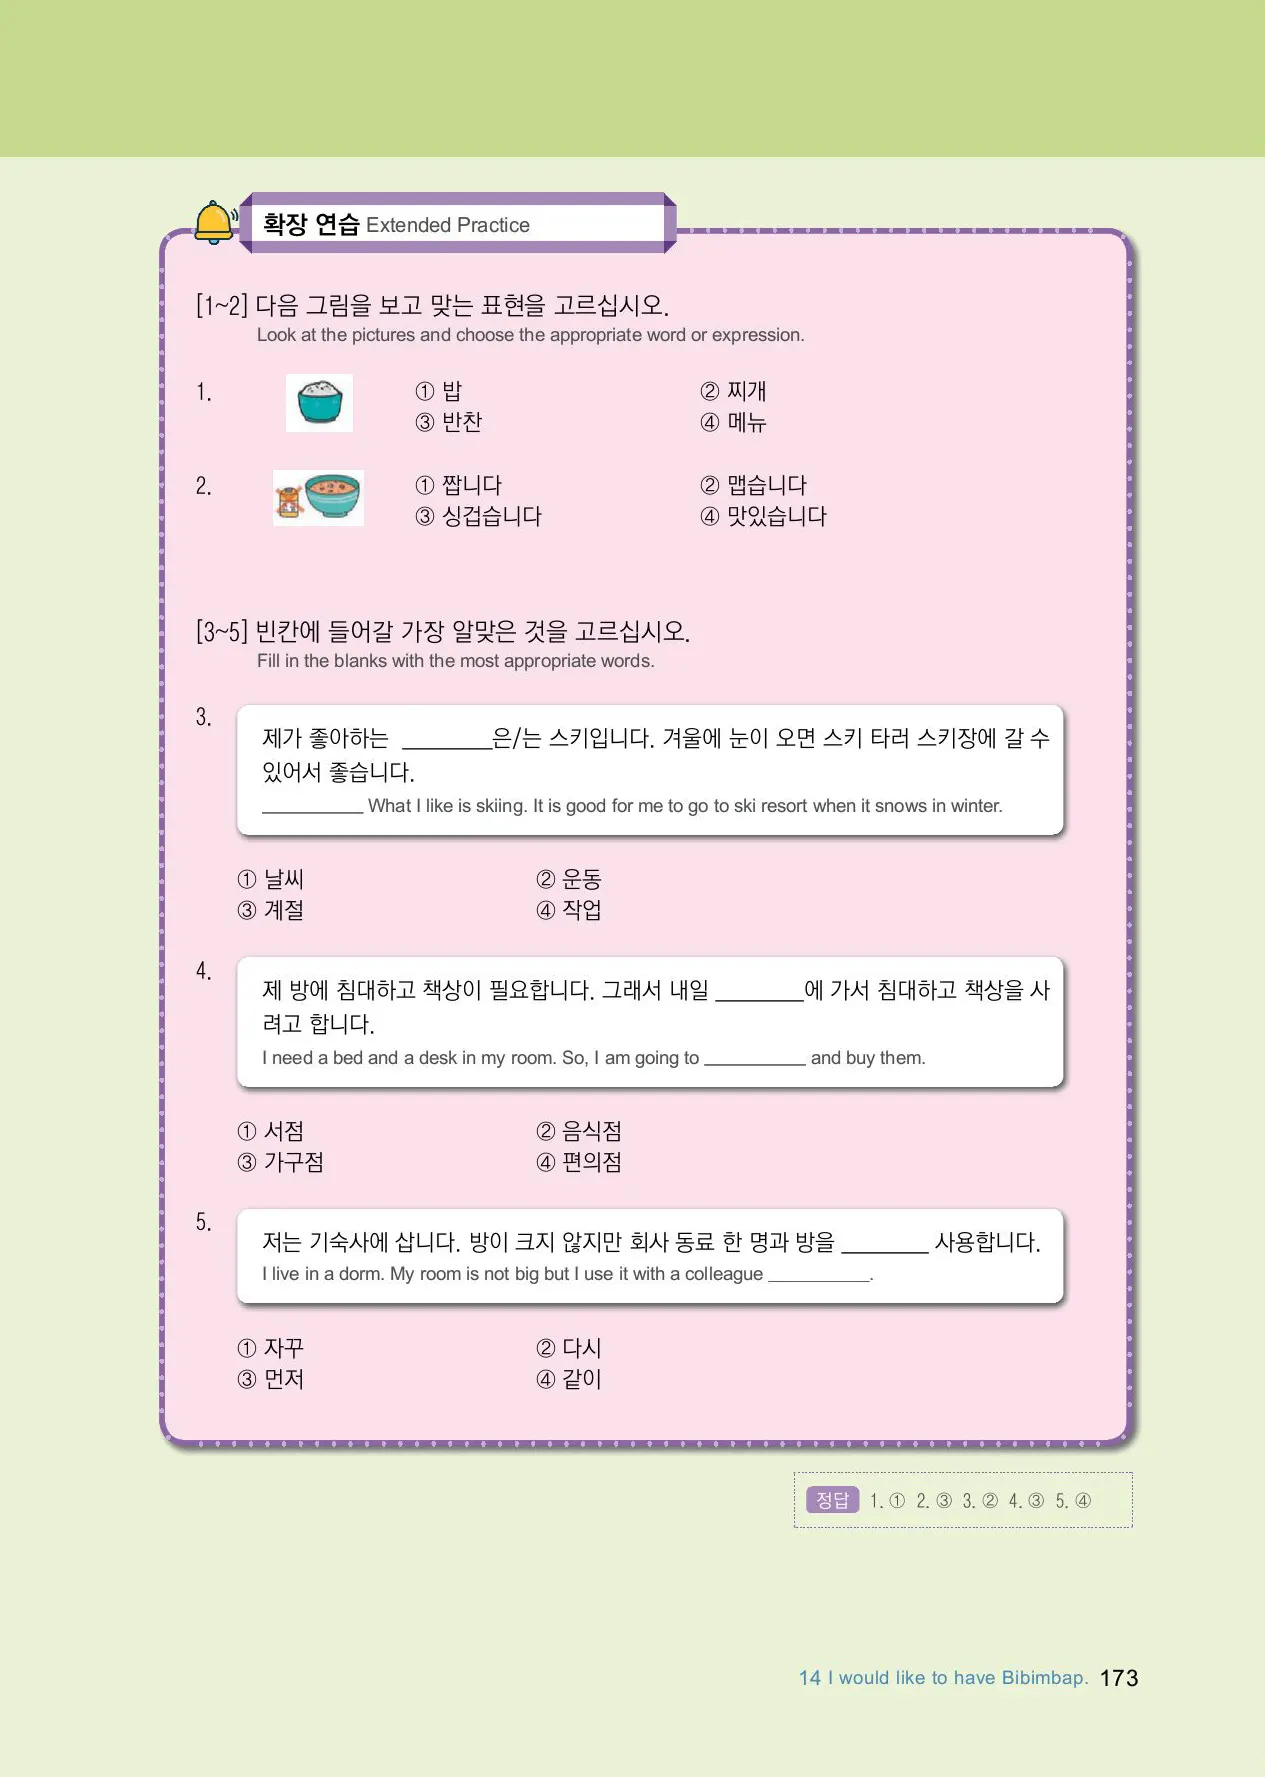 확장 연습 Extended Practice
[1~2] 다음 그림을 보고 맞는 표현을 고르십시오.
Look at the pictures and choose the appropriate word or expression.
1.
① 밥 ② 찌개
③ 반찬 ④ 메뉴
2.
① 짭니다 ② 맵습니다
③ 싱겁습니다 ④ 맛있습니다
[3~5] 빈칸에 들어갈 가장 알맞은 것을 고르십시오.
Fill in the blanks with the most appropriate words.
3.
제가 좋아하는 ________은/는 스키입니다. 겨울에 눈이 오면 스키 타러 스키장에 갈 수
있어서 좋습니다.
__________ What I like is skiing. It is good for me to go to ski resort when it snows in winter.
① 날씨 ② 운동
③ 계절 ④ 작업
4.
제 방에 침대하고 책상이 필요합니다. 그래서 내일 ________에 가서 침대하고 책상을 사
려고 합니다.
I need a bed and a desk in my room. So, I am going to __________ and buy them.
① 서점 ② 음식점
③ 가구점 ④ 편의점
5.
저는 기숙사에 삽니다. 방이 크지 않지만 회사 동료 한 명과 방을 ________ 사용합니다.
I live in a dorm. My room is not big but I use it with a colleague __________.
① 자꾸 ② 다시
③ 먼저 ④ 같이
정답 1. ① 2. ③ 3. ② 4. ③ 5. ④
14 I would like to have Bibimbap. 173